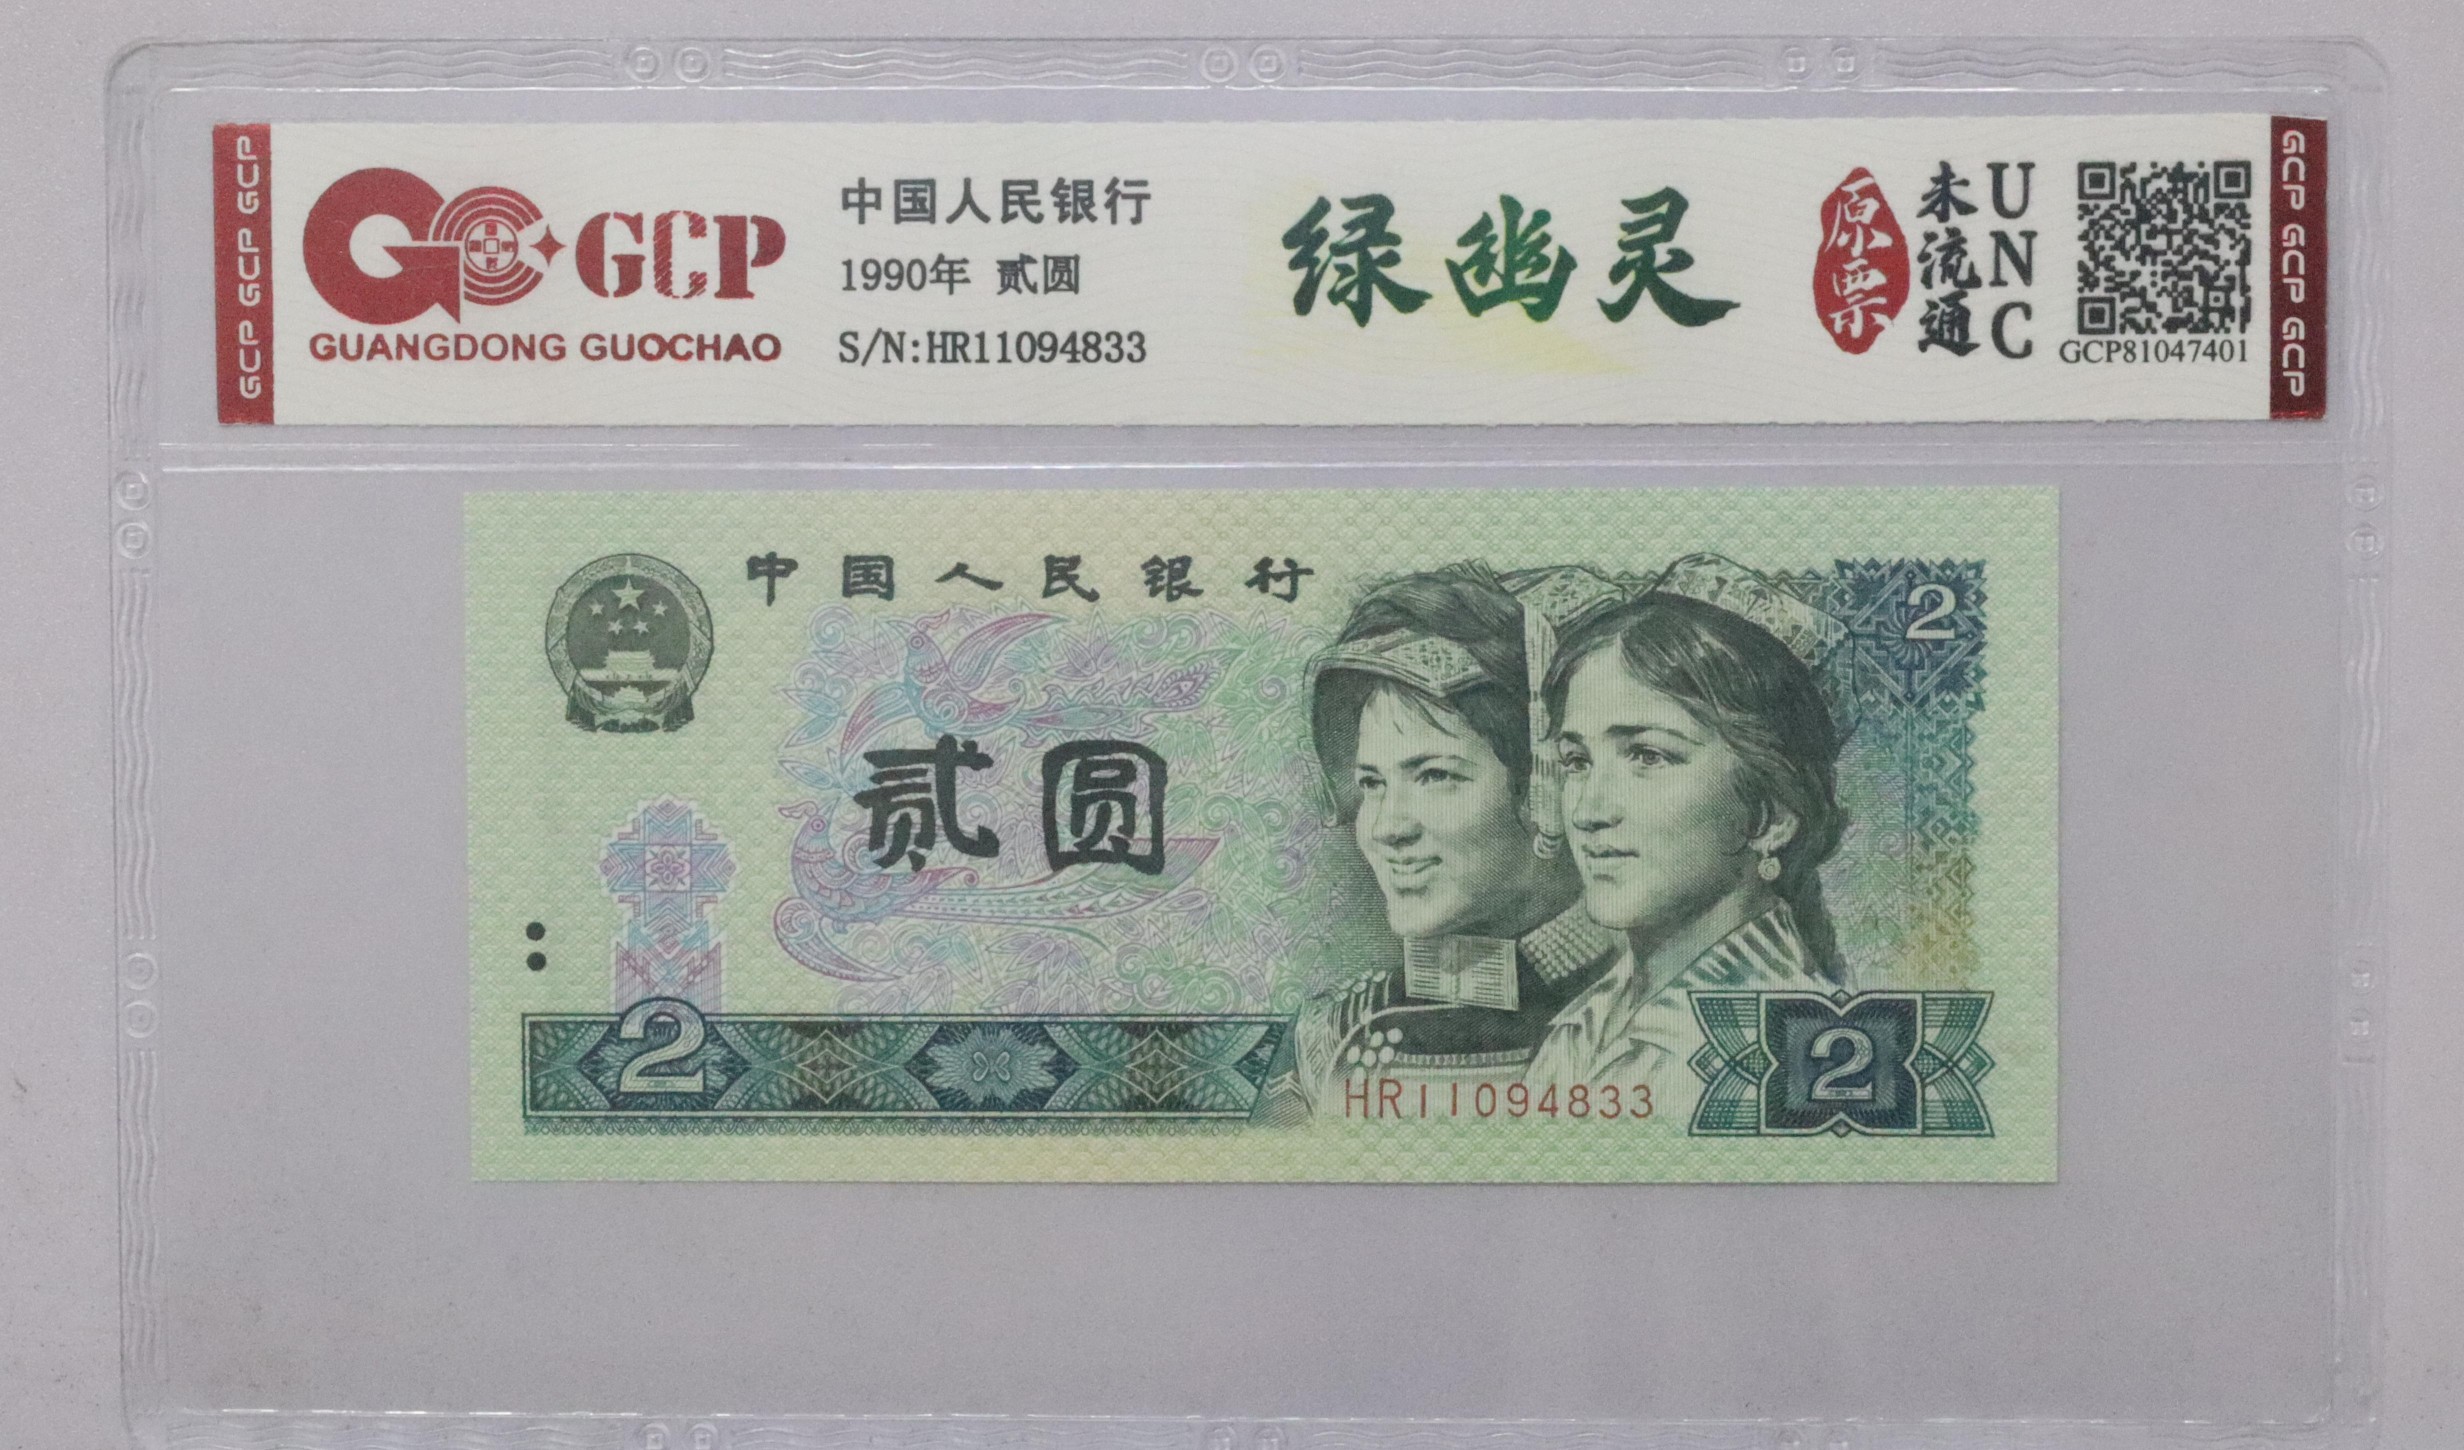 GCP GCP GCP
GCP
GUANGDONG GUOCHAO
中国人民银行
1990年 贰圆
S/N:HR11094833
绿幽灵
原票
未流通
UNC
GCP81047401
GCP GCP GCP
中国人民银行
2
贰圆
2
HR11094833
2